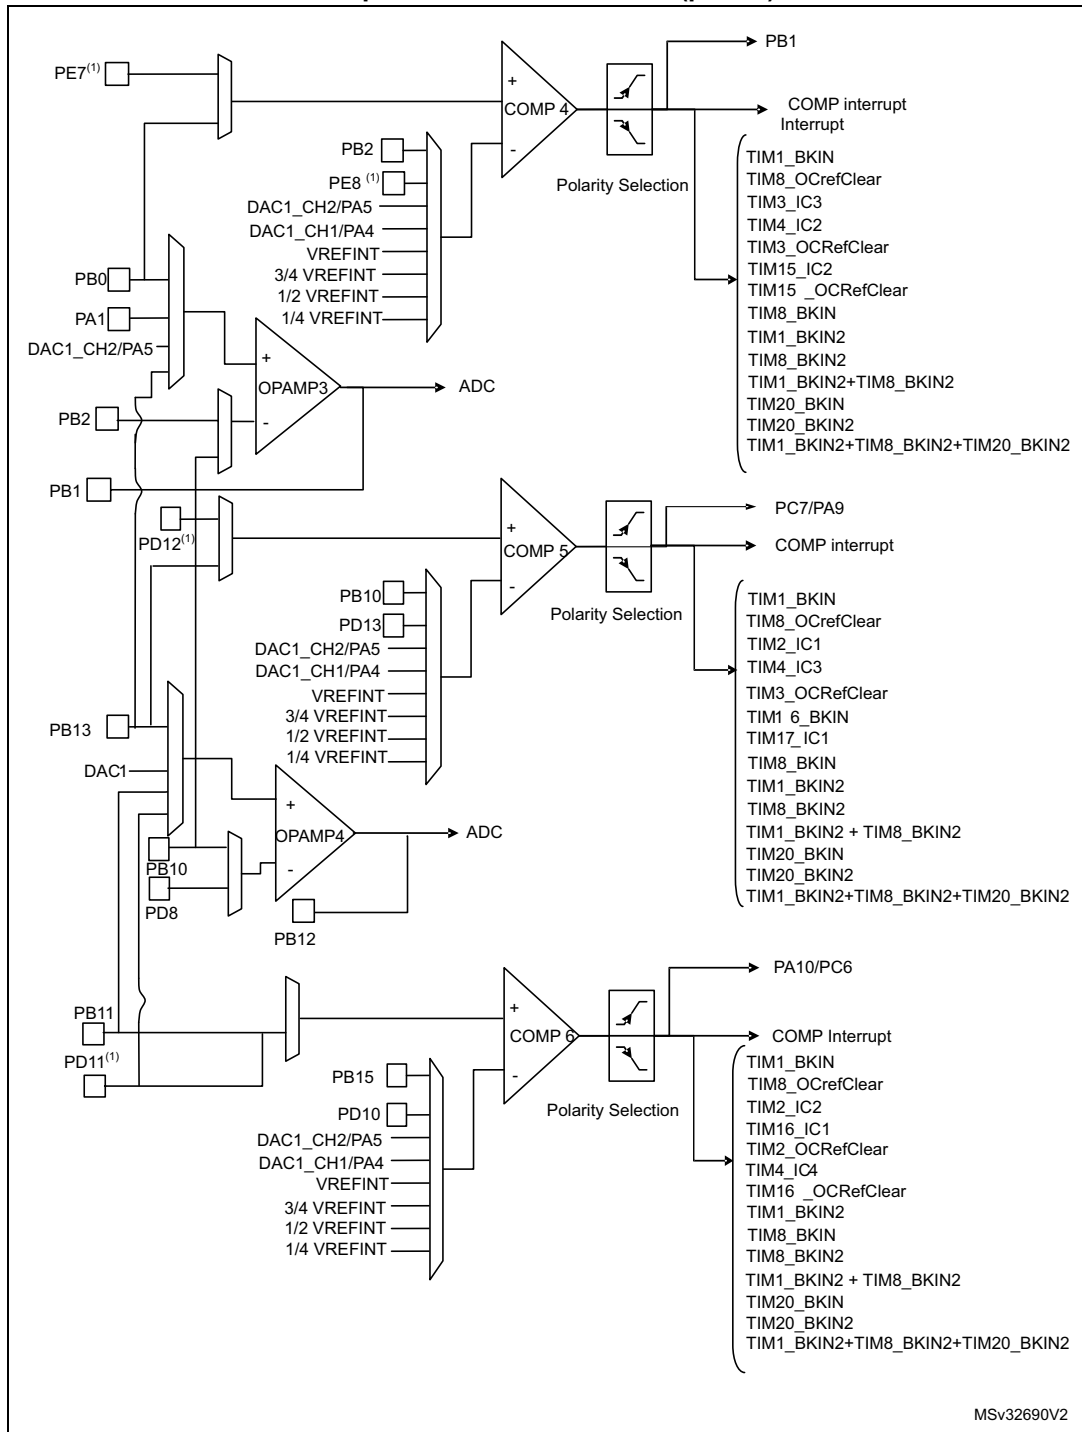 PB1
PE7(1)
+
COMP 4
-
COMP interrupt
Interrupt
PB2
PE8 (1)
DAC1_CH2/PA5
DAC1_CH1/PA4
VREFINT
3/4 VREFINT
1/2 VREFINT
1/4 VREFINT
Polarity Selection
TIM1_BKIN
TIM8_OCrefClear
TIM3_IC3
TIM4_IC2
TIM3_OCRefClear
TIM15_IC2
TIM15 _OCRefClear
TIM8_BKIN
TIM1_BKIN2
TIM8_BKIN2
TIM1_BKIN2+TIM8_BKIN2
TIM20_BKIN
TIM20_BKIN2
TIM1_BKIN2+TIM8_BKIN2+TIM20_BKIN2
PB0
PA1
DAC1_CH2/PA5
+
OPAMP3
-
ADC
PB2
PB1
PD12(1)
+
COMP 5
-
PC7/PA9
COMP interrupt
PB10
PD13
DAC1_CH2/PA5
DAC1_CH1/PA4
VREFINT
3/4 VREFINT
1/2 VREFINT
1/4 VREFINT
Polarity Selection
TIM1_BKIN
TIM8_OCrefClear
TIM2_IC1
TIM4_IC3
TIM3_OCRefClear
TIM1 6_BKIN
TIM17_IC1
TIM8_BKIN
TIM1_BKIN2
TIM8_BKIN2
TIM1_BKIN2 + TIM8_BKIN2
TIM20_BKIN
TIM20_BKIN2
TIM1_BKIN2+TIM8_BKIN2+TIM20_BKIN2
PB13
DAC1
+
OPAMP4
-
ADC
PB10
PD8
PB12
PB11
PD11(1)
+
COMP 6
-
PA10/PC6
COMP Interrupt
PB15
PD10
DAC1_CH2/PA5
DAC1_CH1/PA4
VREFINT
3/4 VREFINT
1/2 VREFINT
1/4 VREFINT
Polarity Selection
TIM1_BKIN
TIM8_OCrefClear
TIM2_IC2
TIM16_IC1
TIM2_OCRefClear
TIM4_IC4
TIM16 _OCRefClear
TIM1_BKIN2
TIM8_BKIN
TIM8_BKIN2
TIM1_BKIN2 + TIM8_BKIN2
TIM20_BKIN
TIM20_BKIN2
TIM1_BKIN2+TIM8_BKIN2+TIM20_BKIN2
MSv32690V2